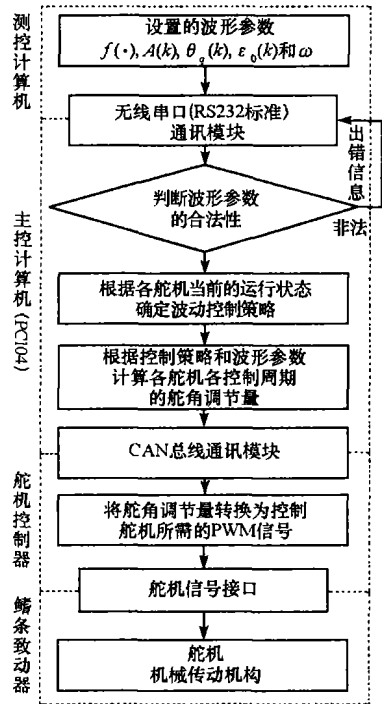 测控计算机
设置的波形参数
f(·), A(k), θq(k), ε0(k)和ω
无线串口(RS232标准)
通讯模块
出错信息
判断波形参数
的合法性
非法
主控计算机(PC104)
根据各舵机当前的运行状态
确定波动控制策略
根据控制策略和波形参数
计算各舵机各控制周期
的舵角调节量
CAN总线通讯模块
舵机控制器
将舵角调节量转换为控制
舵机所需的PWM信号
舵机信号接口
鳍条致动器
舵机
机械传动机构